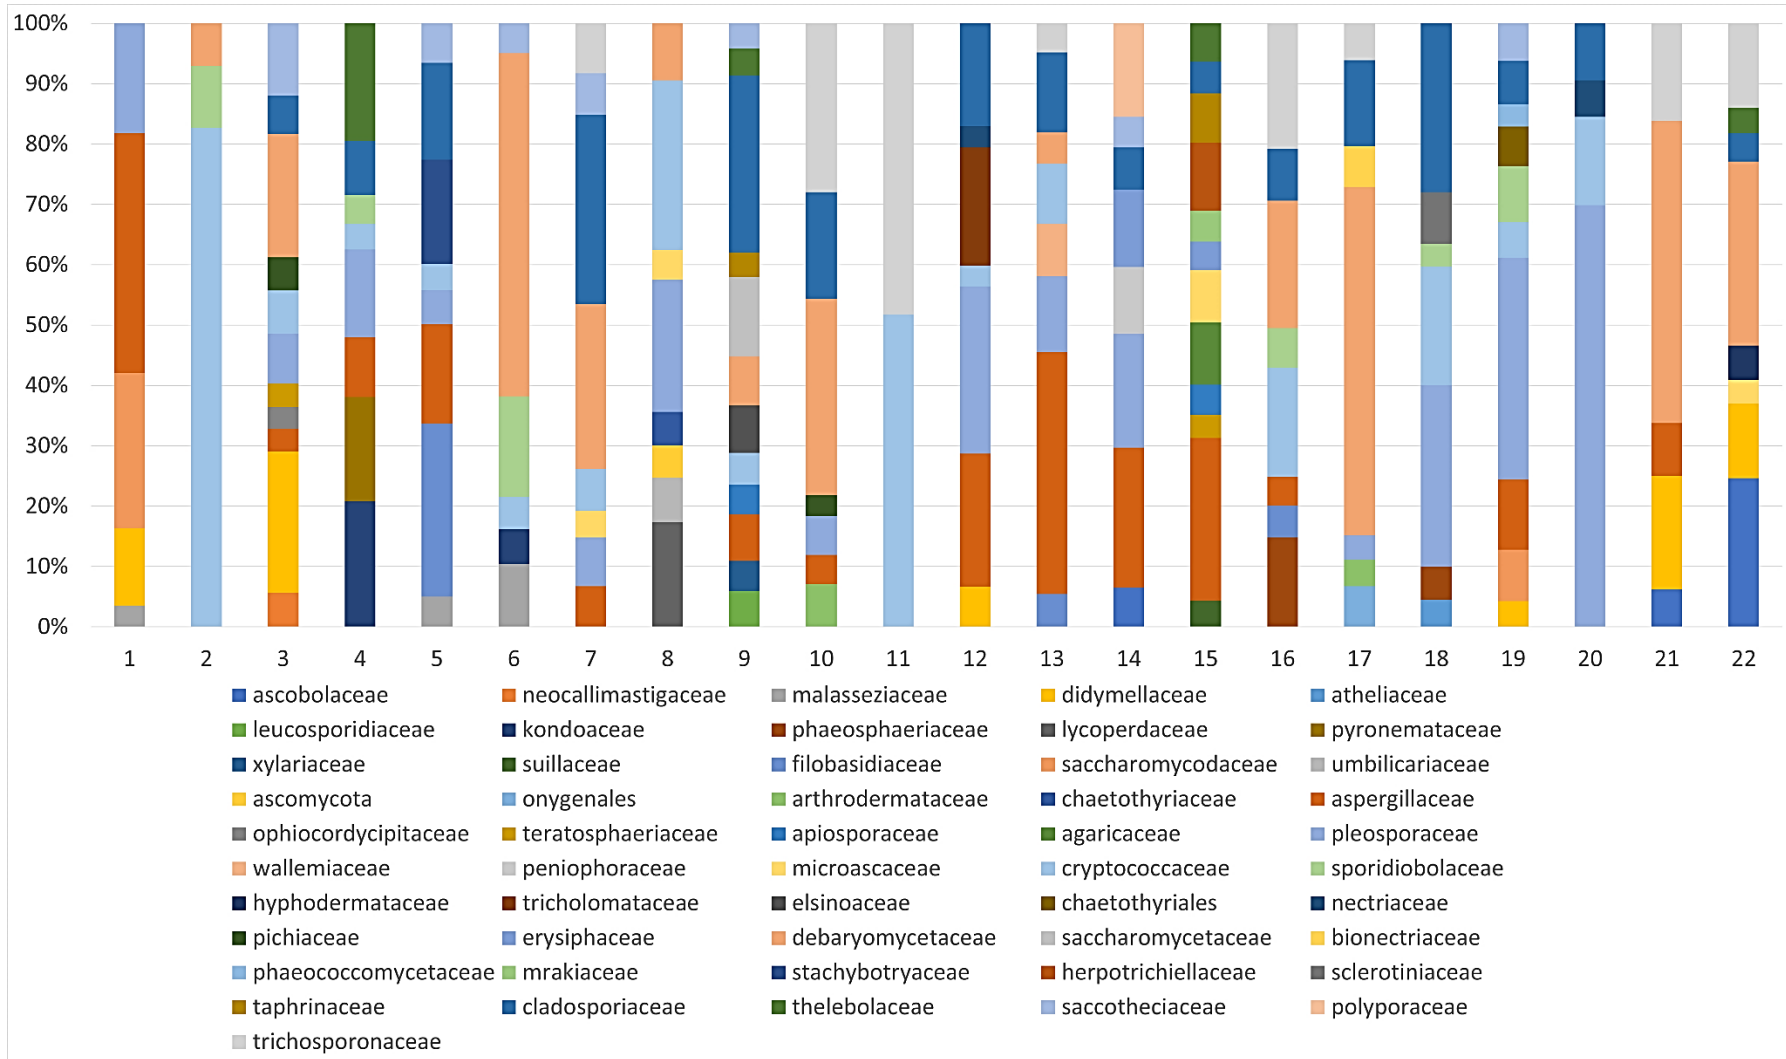 100%
90%
80%
70%
60%
50%
40%
30%
20%
10%
0%
1 2 3 4 5 6 7 8 9 10 11 12 13 14 15 16 17 18 19 20 21 22
ascobolaceae neocallimastigaceae malasseziaceae didymellaceae atheliaceae
leucosporidiaceae kondoaceae phaeosphaeriaceae lycoperdaceae pyronemataceae
xylariaceae suillaceae filobasidiaceae saccharomycodaceae umbilicariaceae
ascomycota onygenales arthrodermataceae chaetothyriaceae aspergillaceae
ophiocordycipitaceae teratosphaeriaceae apiosporaceae agaricaceae pleosporaceae
wallemiaceae peniophoraceae microascaceae cryptococcaceae sporidiobolaceae
hyphodermataceae tricholomataceae elsinoaceae chaetothyriales nectriaceae
pichiaceae erysiphaceae debaryomycetaceae saccharomycetaceae bionectriaceae
phaeococcomycetaceae mrakiaceae stachybotryaceae herpotrichiellaceae sclerotiniaceae
taphrinaceae cladosporiaceae thelebolaceae saccotheciaceae polyporaceae
trichosporonaceae